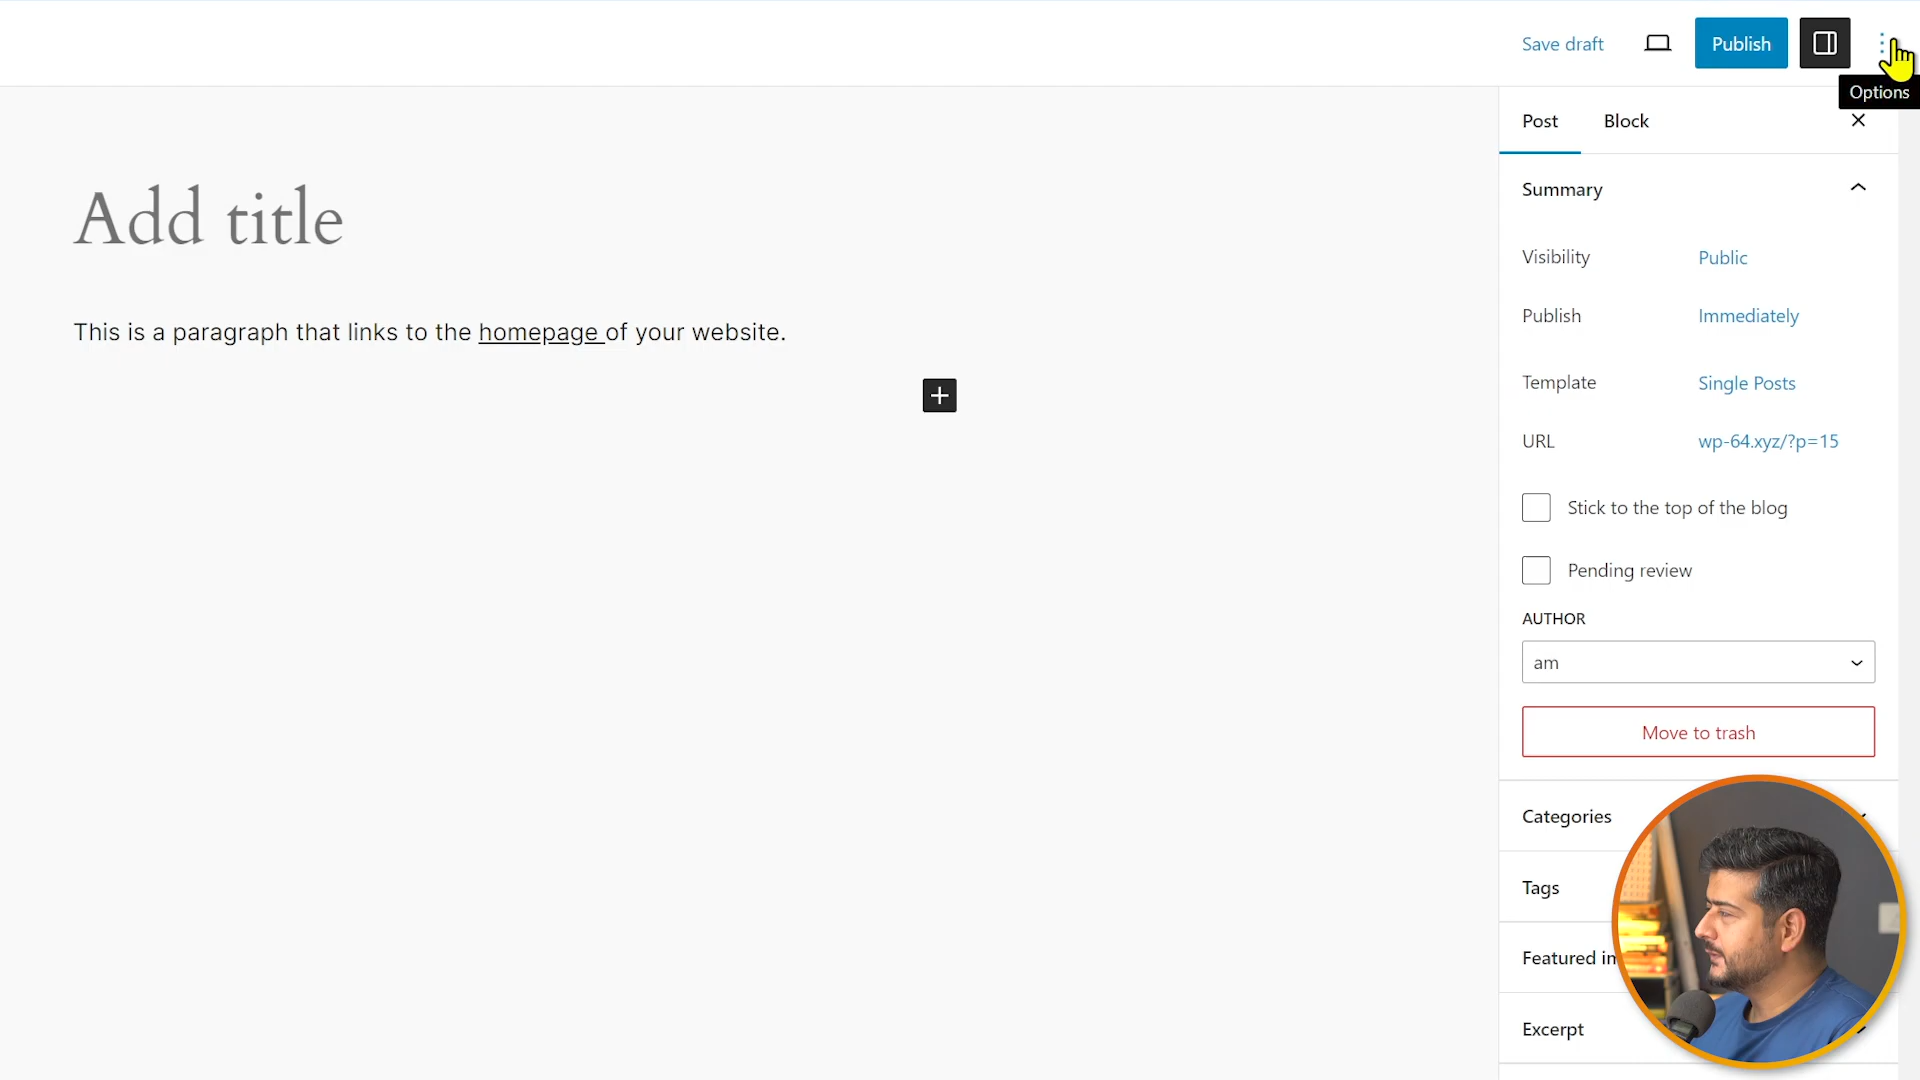 Save draft
Publish
Options
Post Block
Add title
Summary
Visibility Public
This is a paragraph that links to the homepage of your website.
Publish Immediately
Template Single Posts
URL wp-64.xyz/?p=15
Stick to the top of the blog
Pending review
AUTHOR
am
Move to trash
Categories
Tags
Featured
Excerpt